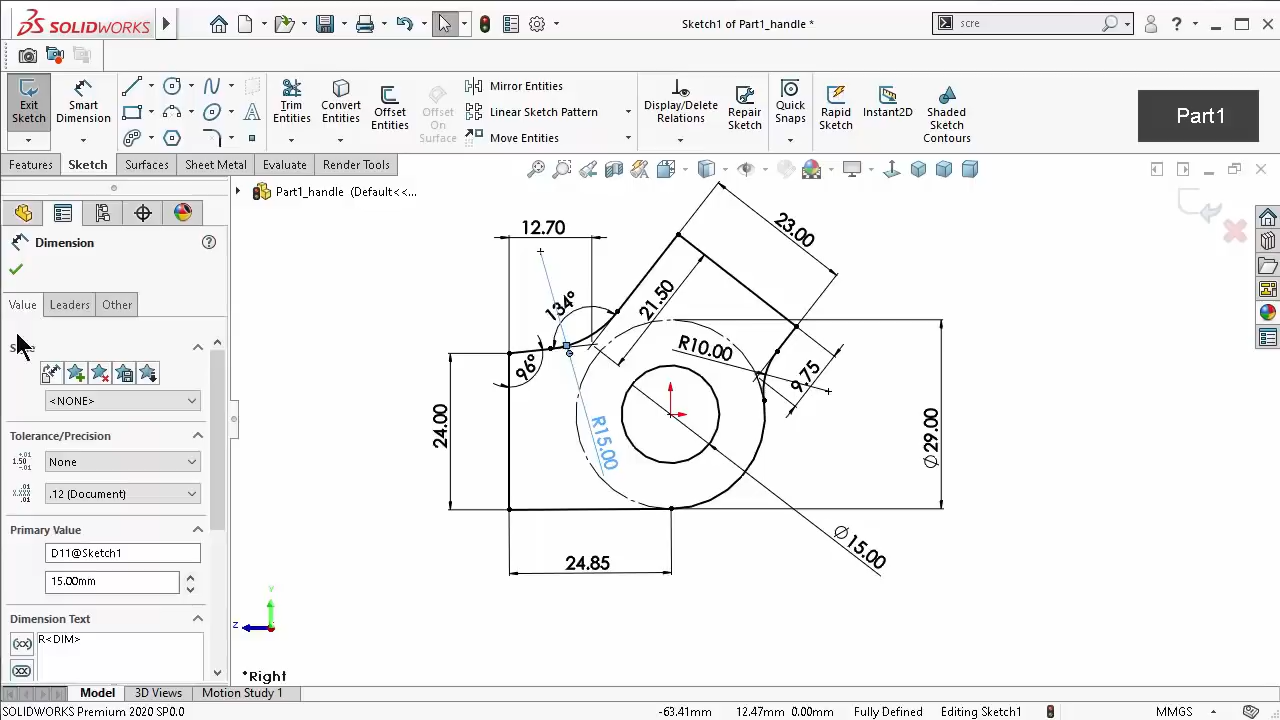 SOLIDWORKS
Sketch1 of Part1_handle *
scre
Exit Sketch
Smart Dimension
Trim Entities
Convert Entities
Offset Entities
Offset On Surface
Mirror Entities
Linear Sketch Pattern
Move Entities
Display/Delete Relations
Repair Sketch
Quick Snaps
Rapid Sketch
Instant2D
Shaded Sketch Contours
Part1
Features
Sketch
Surfaces
Sheet Metal
Evaluate
Render Tools
Part1_handle (Default<<...
Dimension
Value
Leaders
Other
<NONE>
Tolerance/Precision
None
.12 (Document)
Primary Value
D11@Sketch1
15.00mm
Dimension Text
R<DIM>
12.70
23.00
134°
21.50
R10.00
96°
9.75
24.00
R15.00
Ø29.00
Ø15.00
24.85
Y
Z
*Right
Model
3D Views
Motion Study 1
SOLIDWORKS Premium 2020 SP0.0
-63.41mm
12.47mm
0.00mm
Fully Defined
Editing Sketch1
MMGS